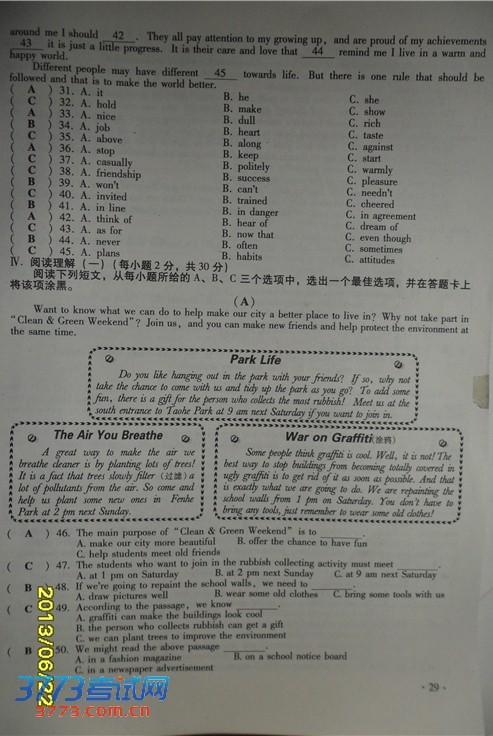 around me I should 42 . They all pay attention to my growing up, and are proud of my achievements
43 it is just a little progress. It is their care and love that 44 remind me I live in a warm and
happy world.
Different people may have different 45 towards life. But there is one rule that should be
followed and that is to make the world better.
( A ) 31. A. it B. he C. she
( C ) 32. A. hold B. make C. show
( A ) 33. A. nice B. dull C. rich
( B ) 34. A. job B. heart C. taste
( C ) 35. A. above B. along C. against
( A ) 36. A. stop B. keep C. start
( C ) 37. A. casually B. politely C. warmly
( C ) 38. A. friendship B. success C. pleasure
( B ) 39. A. won't B. can't C. needn't
( C ) 40. A. invited B. trained C. cheered
( B ) 41. A. in line B. in danger C. in agreement
( A ) 42. A. think of B. hear of C. dream of
( C ) 43. A. as for B. now that C. even though
( B ) 44. A. never B. often C. sometimes
( C ) 45. A. plans B. habits C. attitudes
Ⅳ. 阅读理解（一）（每小题2分，共30分）
阅读下列短文，从每小题所给的A、B、C三个选项中，选出一个最佳选项，并在答题卡上
将该项涂黑。
(A)
Want to know what we can do to help make our city a better place to live in? Why not take part in
"Clean & Green Weekend"? Join us, and you can make new friends and help protect the environment at
the same time.
Park Life
Do you like hanging out in the park with your friends? If so, why not
take the chance to come with us and tidy up the park as you go? To add some
fun, there is a gift for the person who collects the most rubbish! Meet us at the
south entrance to Taohe Park at 9 am next Saturday if you want to join in.
The Air You Breathe
A great way to make the air we
breathe cleaner is by planting lots of trees!
It is a fact that trees slowly filter (过滤) a
lot of pollutants from the air. So come and
help us plant some new ones in Fenhe
Park at 2 pm next Sunday.
War on Graffiti(涂鸦)
Some people think graffiti is cool. Well, it is not! The
best way to stop buildings from becoming totally covered in
ugly graffiti is to get rid of it as soon as possible. And that
is exactly what we are going to do. We are repainting the
school walls from 1 pm on Saturday. You don't have to
bring any tools, just remember to wear some old clothes!
( A ) 46. The main purpose of "Clean & Green Weekend" is to ______.
A. make our city more beautiful B. offer the chance to have fun
C. help students meet old friends
( C ) 47. The students who want to join in the rubbish collecting activity must meet ______.
A. at 1 pm on Saturday B. at 2 pm next Sunday C. at 9 am next Saturday
( B ) 48. If we're going to repaint the school walls, we need to ______.
A. draw pictures well B. wear some old clothes C. bring some tools with us
( C ) 49. According to the passage, we know ______.
A. graffiti can make the buildings look cool
B. the person who collects rubbish can get a gift
C. we can plant trees to improve the environment
( B ) 50. We might read the above passage ______.
A. in a fashion magazine B. on a school notice board
C. in a newspaper advertisement
· 29 ·
2013/06/22
3773考试网
3773.com.cn